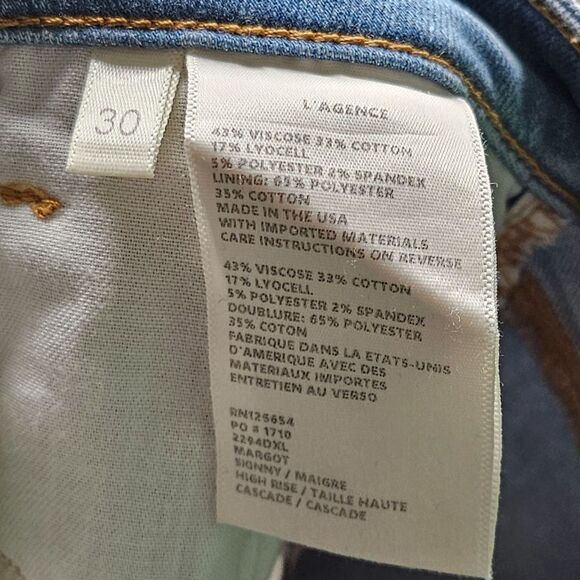 30
L'AGENCE
43% VISCOSE 33% COTTON
17% LYOCELL
5% POLYESTER 2% SPANDEX
LINING: 65% POLYESTER
35% COTTON
MADE IN THE USA
WITH IMPORTED MATERIALS
CARE INSTRUCTIONS ON REVERSE
43% VISCOSE 33% COTTON
17% LYOCELL
5% POLYESTER 2% SPANDEX
DOUBLURE: 65% POLYESTER
35% COTON
FABRIQUE DANS LA ETATS-UNIS
D'AMERIQUE AVEC DES
MATERIAUX IMPORTES
ENTRETIEN AU VERSO
RN125654
PO # 1710
2294DXL
MARGOT
SKINNY / MAIGRE
HIGH RISE / TAILLE HAUTE
CASCADE / CASCADE